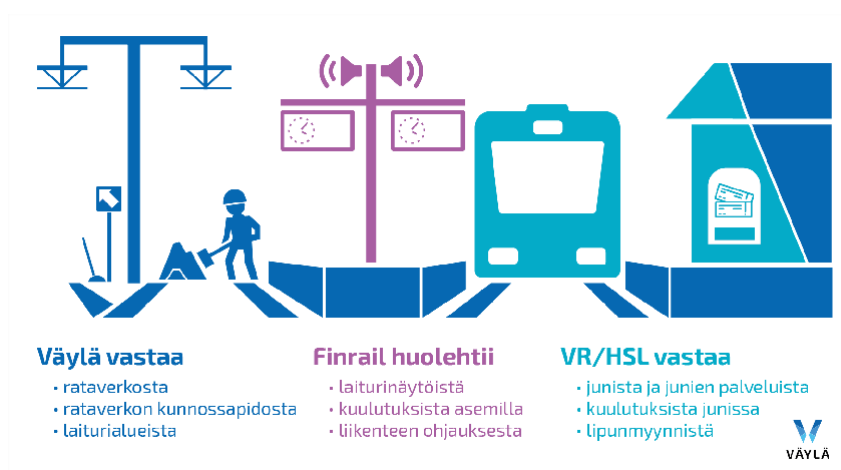 Väylä vastaa
• rataverkosta
• rataverkon kunnossapidosta
• laiturialueista
Finrail huolehtii
• laiturinäytöistä
• kuulutuksista asemilla
• liikenteen ohjauksesta
VR/HSL vastaa
• junista ja junien palveluista
• kuulutuksista junissa
• lipunmyynnistä
VÄYLÄ